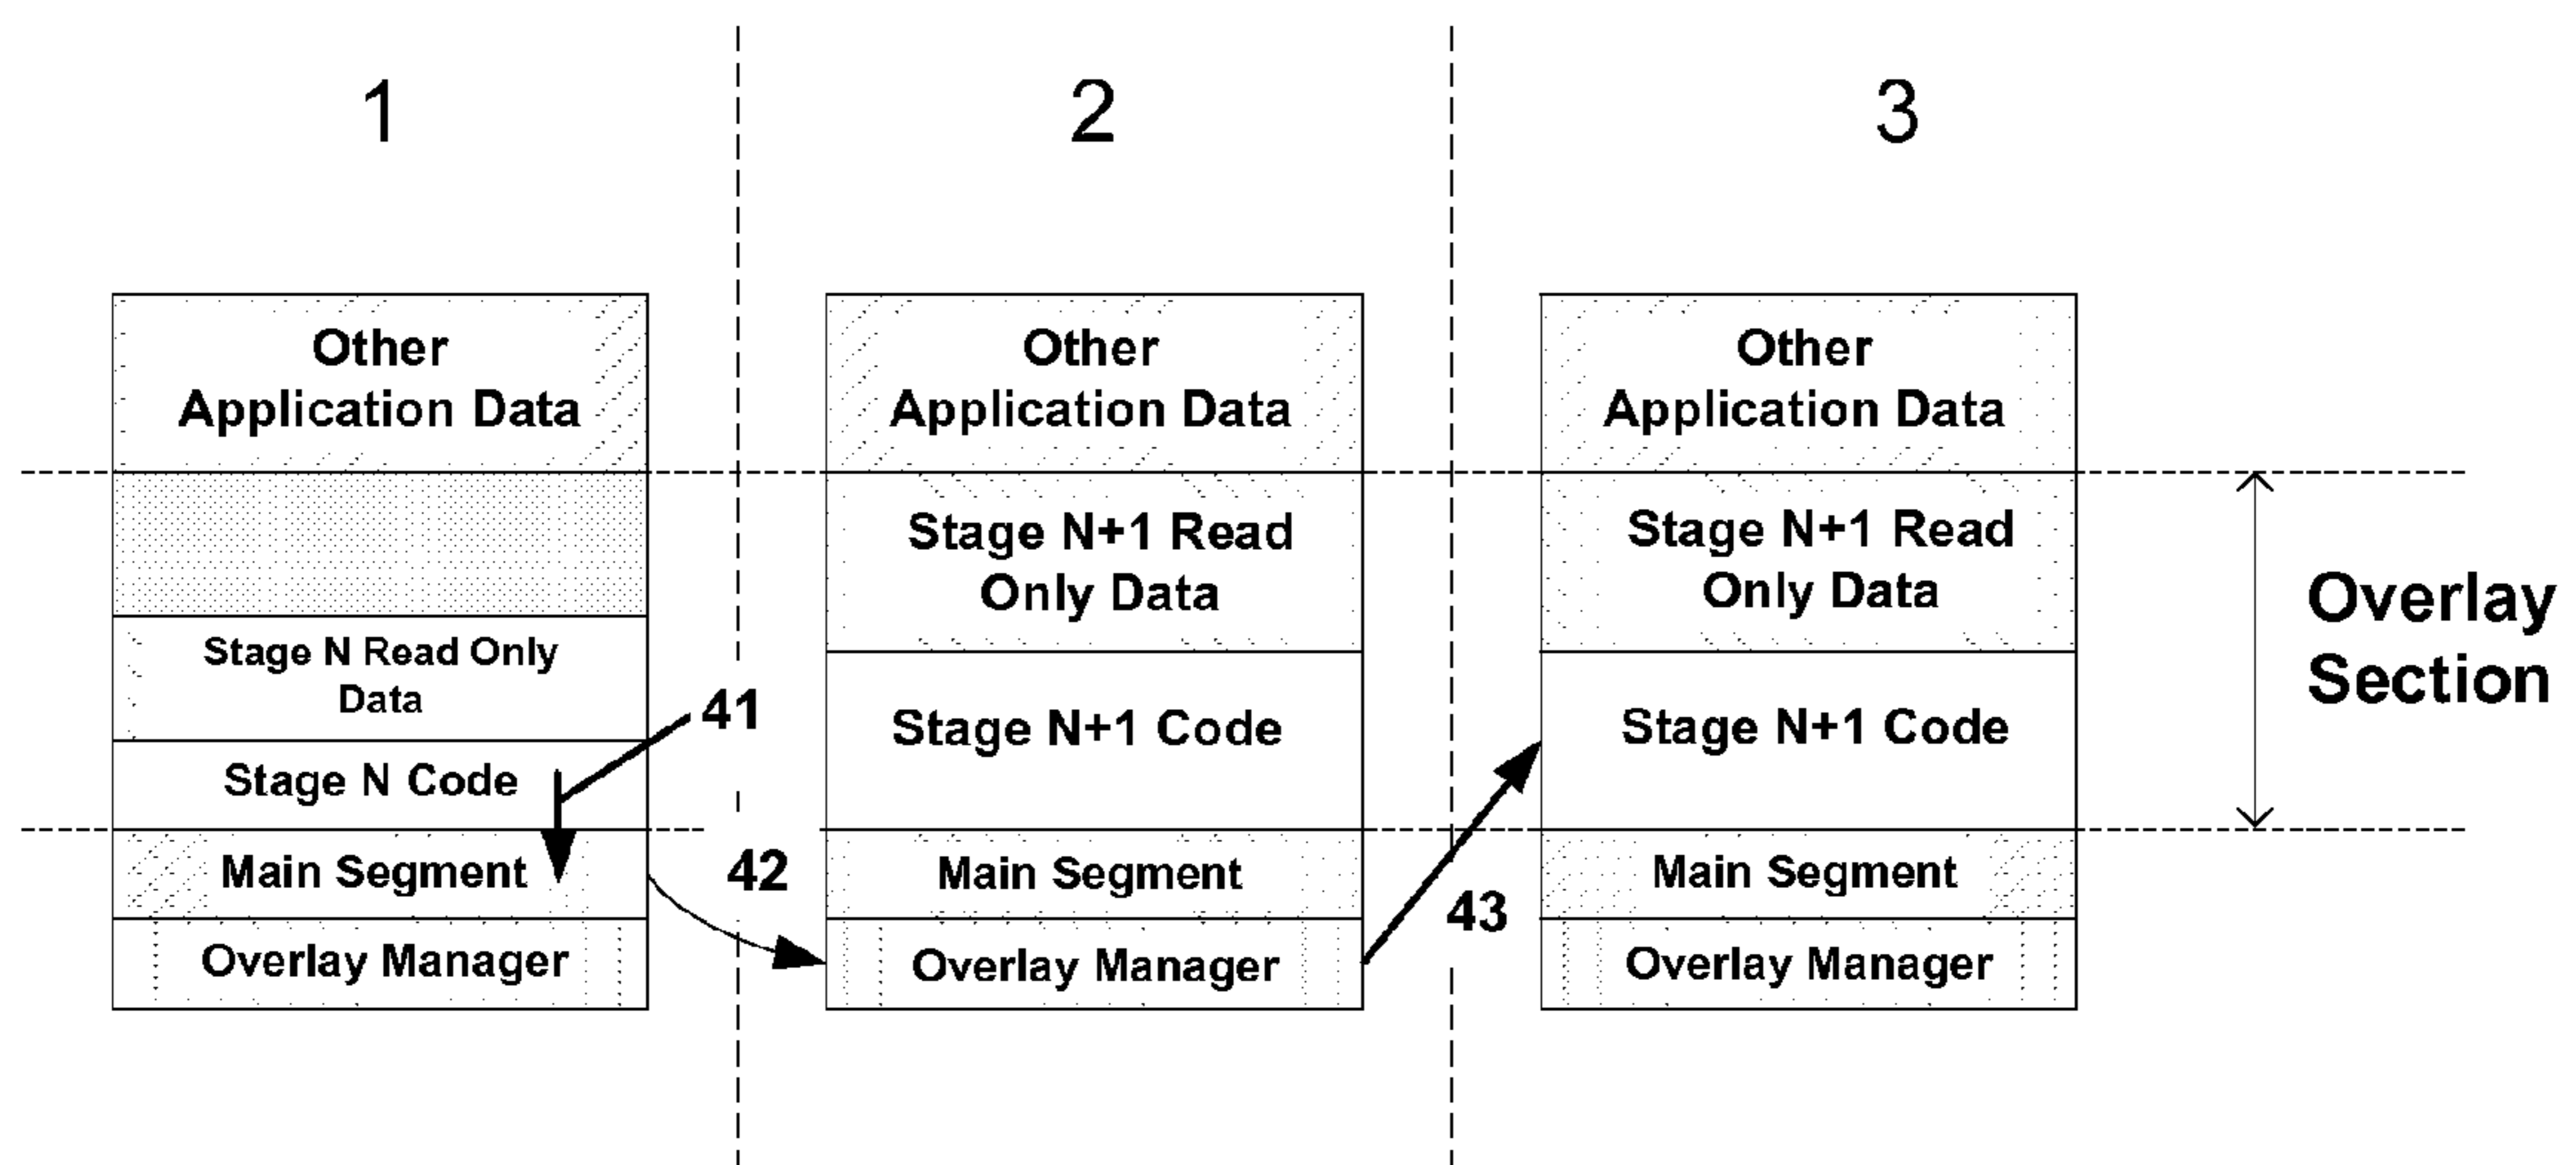 1
2
3
Other
Application Data
Stage N Read Only
Data
Stage N Code
Main Segment
Overlay Manager
41
42
Other
Application Data
Stage N+1 Read
Only Data
Stage N+1 Code
Main Segment
Overlay Manager
43
Other
Application Data
Stage N+1 Read
Only Data
Stage N+1 Code
Main Segment
Overlay Manager
Overlay
Section